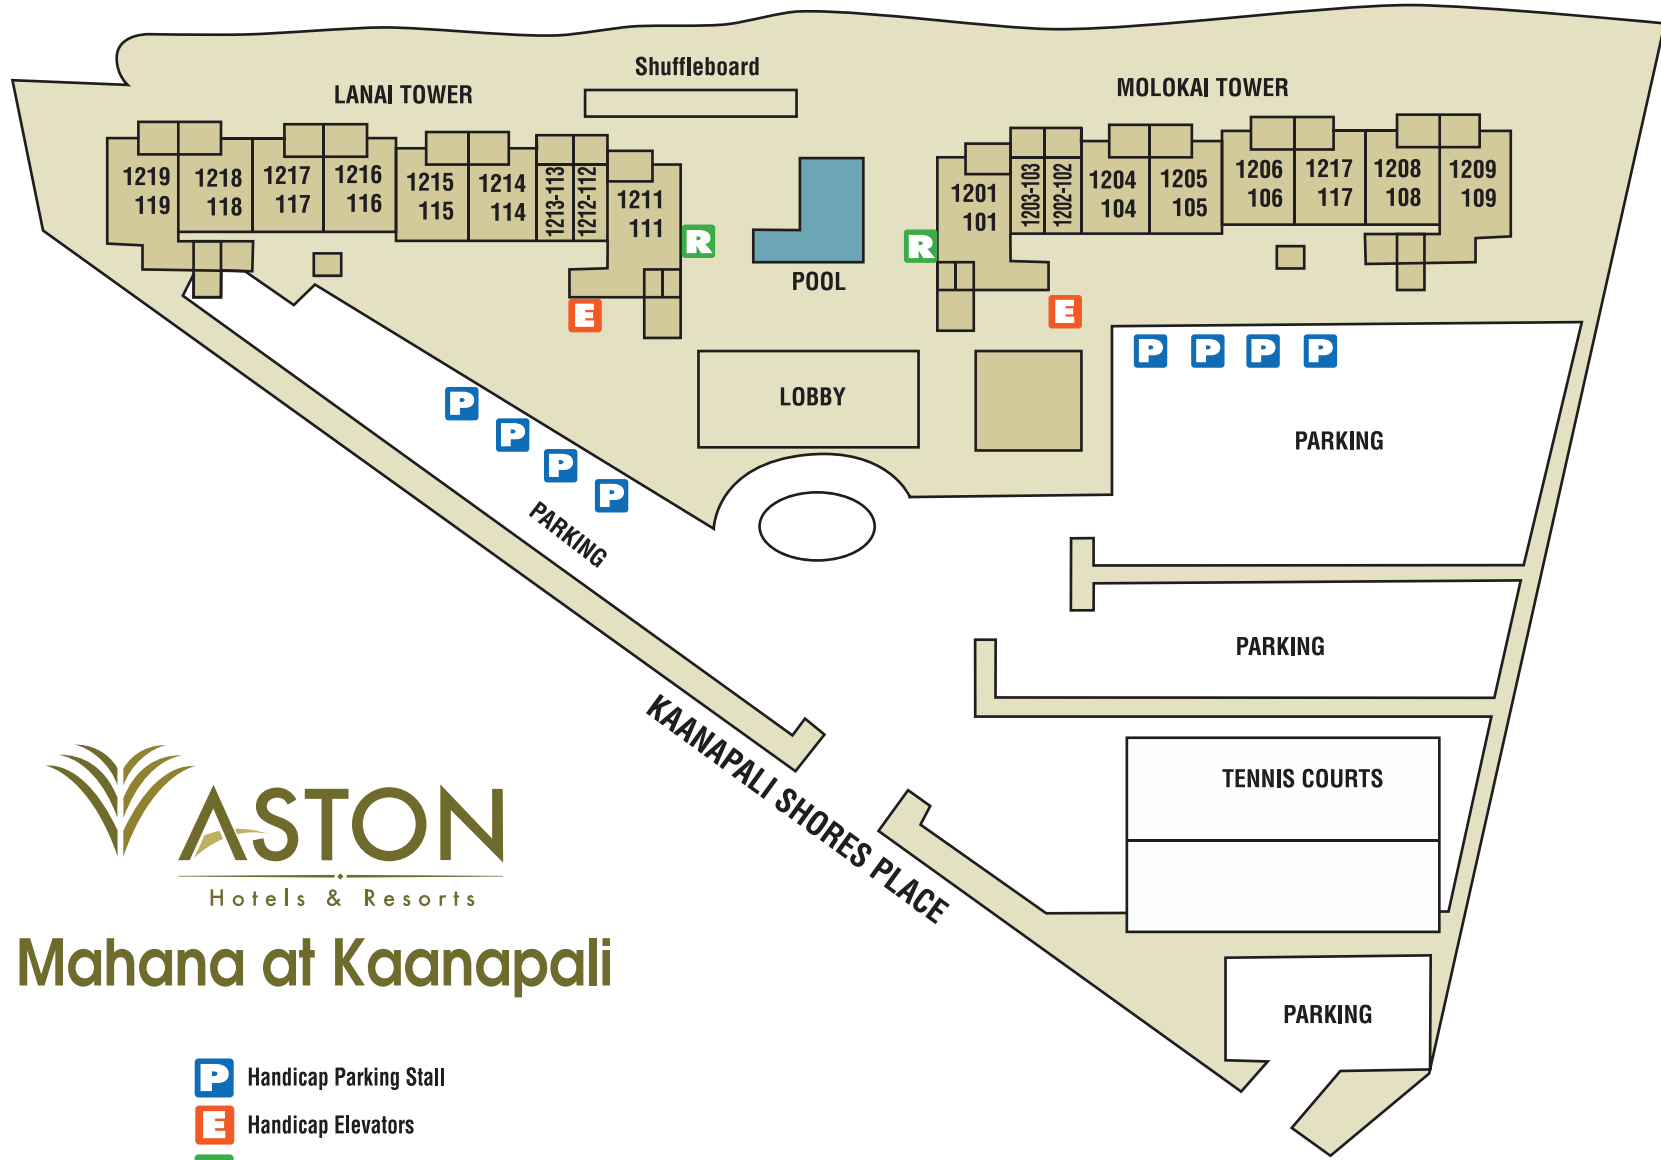 Shuffleboard
LANAI TOWER
MOLOKAI TOWER
1219
119
1218
118
1217
117
1216
116
1215
115
1214
114
1213-113
1212-112
1211
111
1201
101
1203-103
1202-102
1204
104
1205
105
1206
106
1217
117
1208
108
1209
109
R
R
POOL
E
E
P P P P
LOBBY
P
P
P
P
PARKING
PARKING
PARKING
KAANAPALI SHORES PLACE
TENNIS COURTS
PARKING
ASTON
Hotels & Resorts
Mahana at Kaanapali
P Handicap Parking Stall
E Handicap Elevators